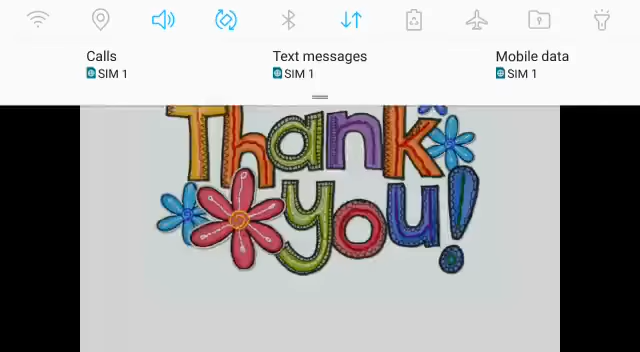 Calls
Text messages
Mobile data
SIM 1
SIM 1
SIM 1
Thank
you!